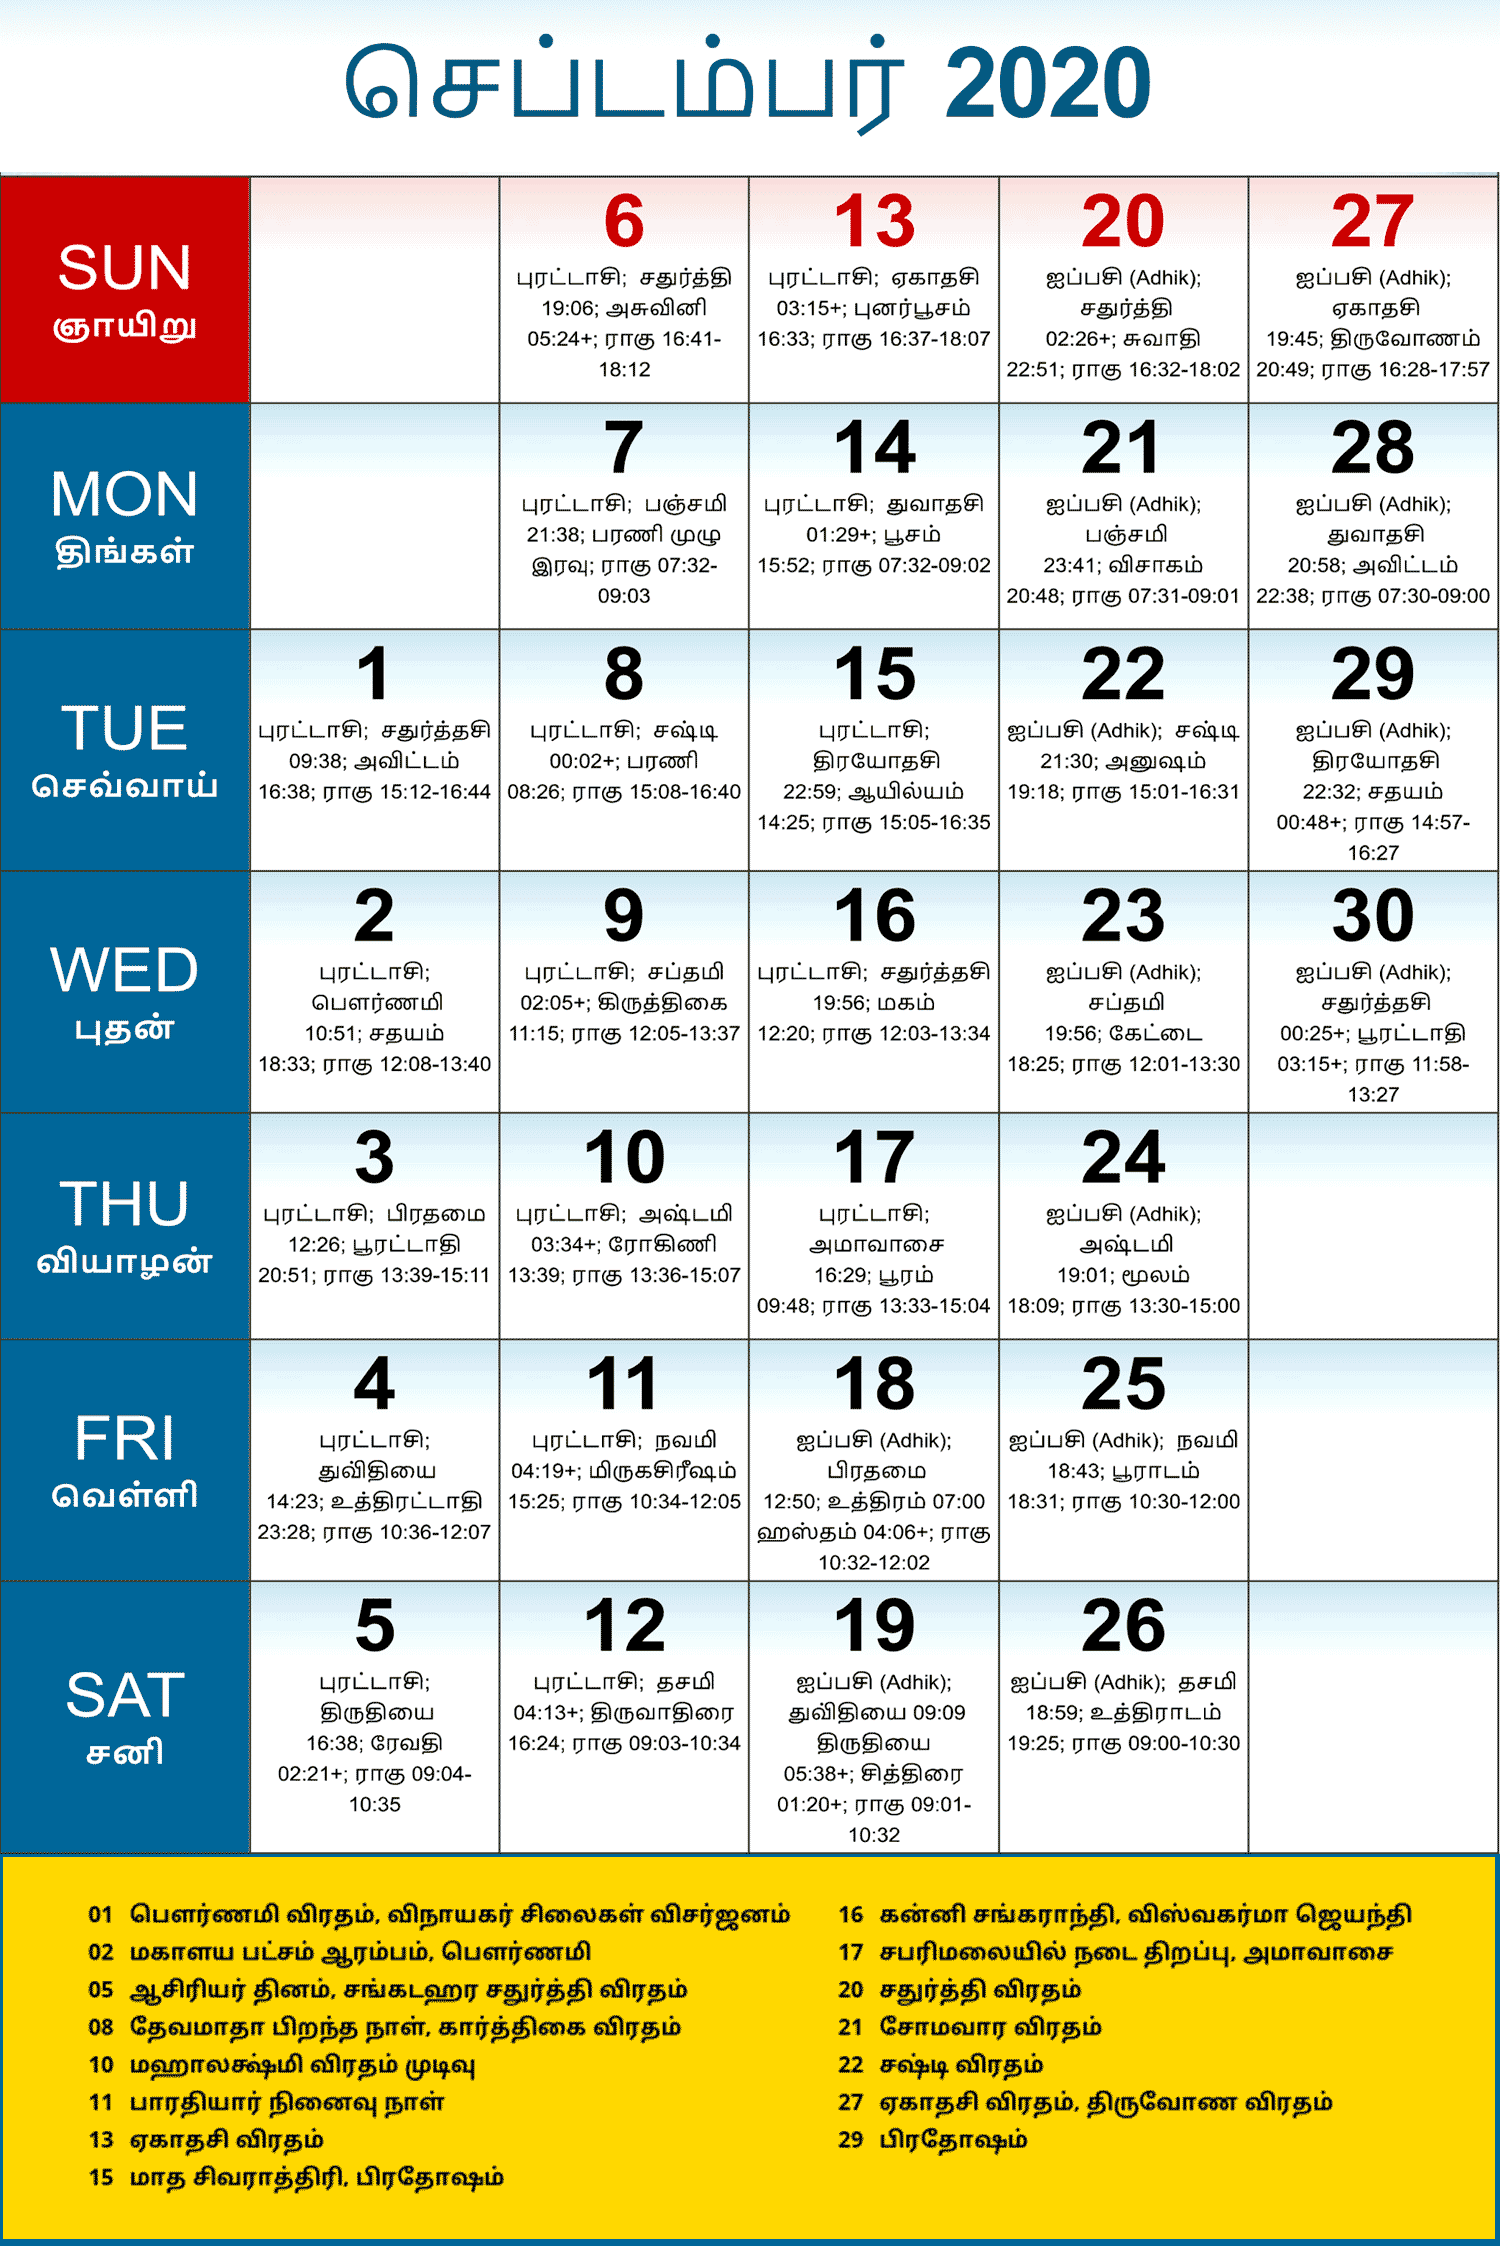 செப்டம்பர் 2020
SUN
ஞாயிறு
6
புரட்டாசி; சதுர்த்தி
19:06; அசுவினி
05:24+; ராகு 16:41-
18:12
13
புரட்டாசி; ஏகாதசி
03:15+; புனர்பூசம்
16:33; ராகு 16:37-18:07
20
ஐப்பசி (Adhik);
சதுர்த்தி
02:26+; சுவாதி
22:51; ராகு 16:32-18:02
27
ஐப்பசி (Adhik);
ஏகாதசி
19:45; திருவோணம்
20:49; ராகு 16:28-17:57
MON
திங்கள்
7
புரட்டாசி; பஞ்சமி
21:38; பரணி முழு
இரவு; ராகு 07:32-
09:03
14
புரட்டாசி; துவாதசி
01:29+; பூசம்
15:52; ராகு 07:32-09:02
21
ஐப்பசி (Adhik);
பஞ்சமி
23:41; விசாகம்
20:48; ராகு 07:31-09:01
28
ஐப்பசி (Adhik);
துவாதசி
20:58; அவிட்டம்
22:38; ராகு 07:30-09:00
TUE
செவ்வாய்
1
புரட்டாசி; சதுர்த்தசி
09:38; அவிட்டம்
16:38; ராகு 15:12-16:44
8
புரட்டாசி; சஷ்டி
00:02+; பரணி
08:26; ராகு 15:08-16:40
15
புரட்டாசி;
திரயோதசி
22:59; ஆயில்யம்
14:25; ராகு 15:05-16:35
22
ஐப்பசி (Adhik); சஷ்டி
21:30; அனுஷம்
19:18; ராகு 15:01-16:31
29
ஐப்பசி (Adhik);
திரயோதசி
22:32; சதயம்
00:48+; ராகு 14:57-
16:27
WED
புதன்
2
புரட்டாசி;
பௌர்ணமி
10:51; சதயம்
18:33; ராகு 12:08-13:40
9
புரட்டாசி; சப்தமி
02:05+; கிருத்திகை
11:15; ராகு 12:05-13:37
16
புரட்டாசி; சதுர்த்தசி
19:56; மகம்
12:20; ராகு 12:03-13:34
23
ஐப்பசி (Adhik);
சப்தமி
19:56; கேட்டை
18:25; ராகு 12:01-13:30
30
ஐப்பசி (Adhik);
சதுர்த்தசி
00:25+; பூரட்டாதி
03:15+; ராகு 11:58-
13:27
THU
வியாழன்
3
புரட்டாசி; பிரதமை
12:26; பூரட்டாதி
20:51; ராகு 13:39-15:11
10
புரட்டாசி; அஷ்டமி
03:34+; ரோகிணி
13:39; ராகு 13:36-15:07
17
புரட்டாசி;
அமாவாசை
16:29; பூரம்
09:48; ராகு 13:33-15:04
24
ஐப்பசி (Adhik);
அஷ்டமி
19:01; மூலம்
18:09; ராகு 13:30-15:00
FRI
வெள்ளி
4
புரட்டாசி;
துவிதியை
14:23; உத்திரட்டாதி
23:28; ராகு 10:36-12:07
11
புரட்டாசி; நவமி
04:19+; மிருகசிரீஷம்
15:25; ராகு 10:34-12:05
18
ஐப்பசி (Adhik);
பிரதமை
12:50; உத்திரம் 07:00
ஹஸ்தம் 04:06+; ராகு
10:32-12:02
25
ஐப்பசி (Adhik); நவமி
18:43; பூராடம்
18:31; ராகு 10:30-12:00
SAT
சனி
5
புரட்டாசி;
திருதியை
16:38; ரேவதி
02:21+; ராகு 09:04-
10:35
12
புரட்டாசி; தசமி
04:13+; திருவாதிரை
16:24; ராகு 09:03-10:34
19
ஐப்பசி (Adhik);
துவிதியை 09:09
திருதியை
05:38+; சித்திரை
01:20+; ராகு 09:01-
10:32
26
ஐப்பசி (Adhik); தசமி
18:59; உத்திராடம்
19:25; ராகு 09:00-10:30
01 பௌர்ணமி விரதம், விநாயகர் சிலைகள் விசர்ஜனம்
02 மகாளய பட்சம் ஆரம்பம், பௌர்ணமி
05 ஆசிரியர் தினம், சங்கடஹர சதுர்த்தி விரதம்
08 தேவமாதா பிறந்த நாள், கார்த்திகை விரதம்
10 மஹாலக்ஷ்மி விரதம் முடிவு
11 பாரதியார் நினைவு நாள்
13 ஏகாதசி விரதம்
15 மாத சிவராத்திரி, பிரதோஷம்
16 கன்னி சங்கராந்தி, விஸ்வகர்மா ஜெயந்தி
17 சபரிமலையில் நடை திறப்பு, அமாவாசை
20 சதுர்த்தி விரதம்
21 சோமவார விரதம்
22 சஷ்டி விரதம்
27 ஏகாதசி விரதம், திருவோண விரதம்
29 பிரதோஷம்